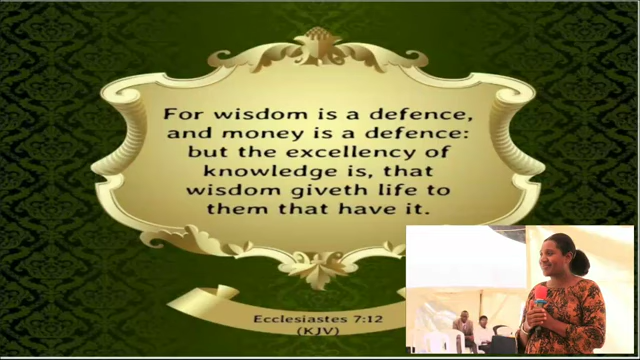 For wisdom is a defence,
and money is a defence:
but the excellency of
knowledge is, that
wisdom giveth life to
them that have it.
Ecclesiastes 7:12
(KJV)